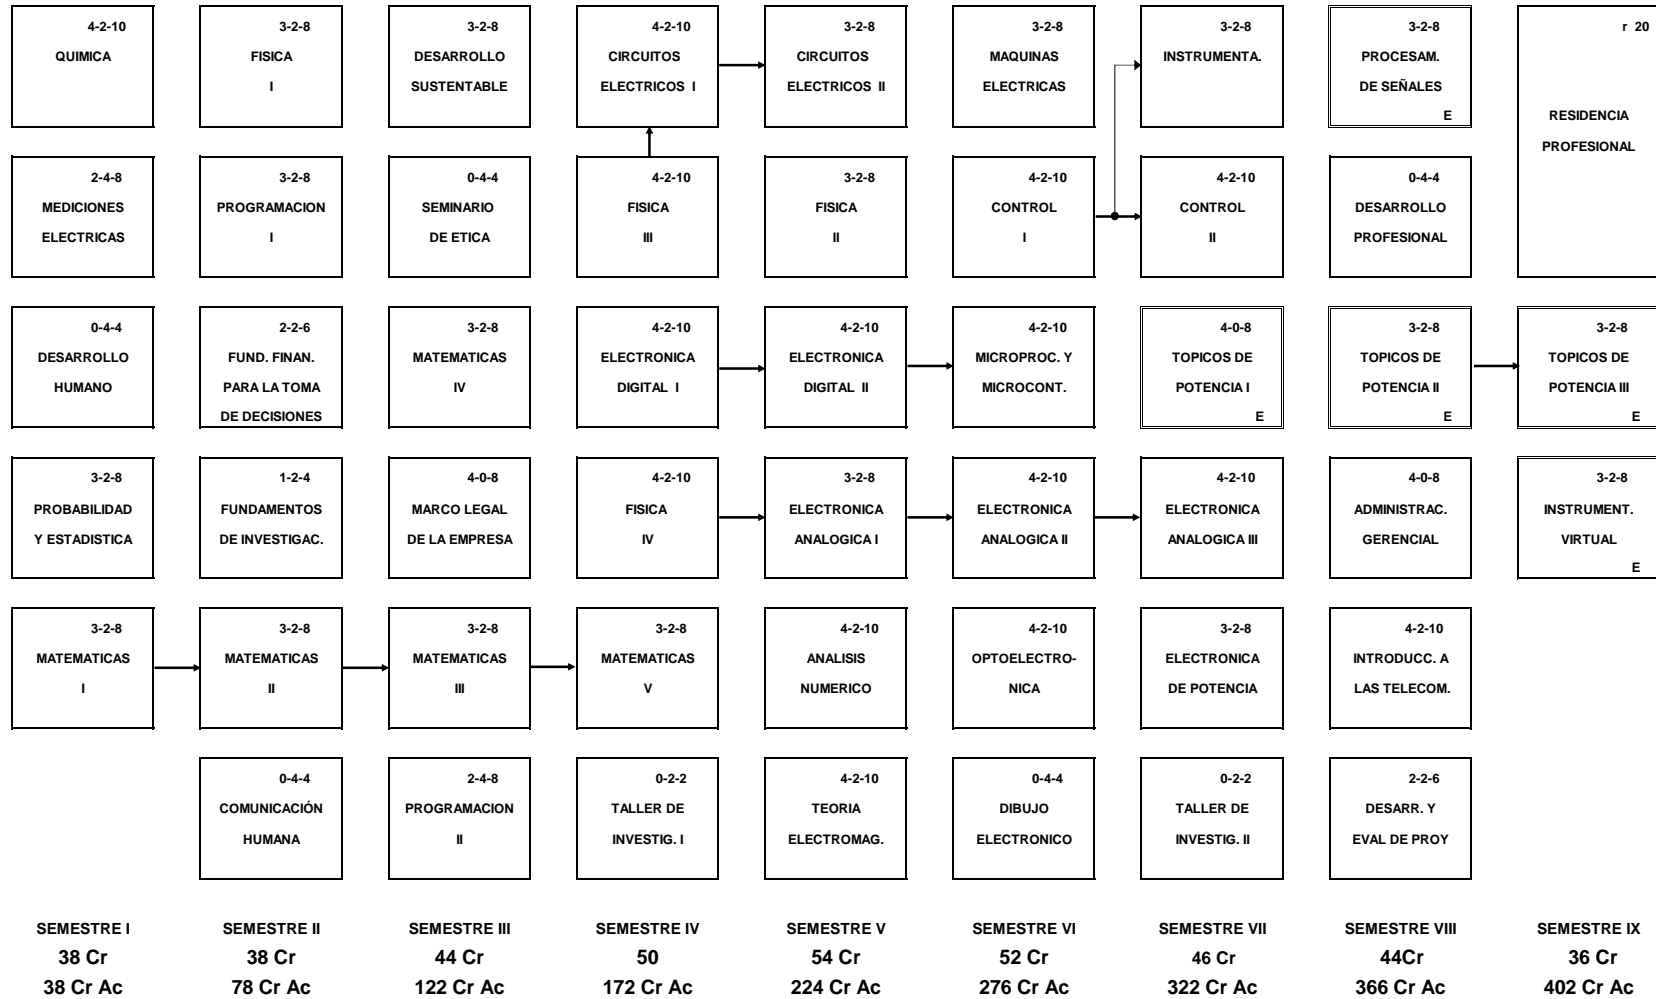 4-2-10
QUIMICA
3-2-8
FISICA
I
3-2-8
DESARROLLO
SUSTENTABLE
4-2-10
CIRCUITOS
ELECTRICOS I
3-2-8
CIRCUITOS
ELECTRICOS II
3-2-8
MAQUINAS
ELECTRICAS
3-2-8
INSTRUMENTA.
3-2-8
PROCESAM.
DE SEÑALES
E
r 20
RESIDENCIA
PROFESIONAL
2-4-8
MEDICIONES
ELECTRICAS
3-2-8
PROGRAMACION
I
0-4-4
SEMINARIO
DE ETICA
4-2-10
FISICA
III
3-2-8
FISICA
II
4-2-10
CONTROL
I
4-2-10
CONTROL
II
0-4-4
DESARROLLO
PROFESIONAL
0-4-4
DESARROLLO
HUMANO
2-2-6
FUND. FINAN.
PARA LA TOMA
DE DECISIONES
3-2-8
MATEMATICAS
IV
4-2-10
ELECTRONICA
DIGITAL I
4-2-10
ELECTRONICA
DIGITAL II
4-2-10
MICROPROC. Y
MICROCONT.
4-0-8
TOPICOS DE
POTENCIA I
E
3-2-8
TOPICOS DE
POTENCIA II
E
3-2-8
TOPICOS DE
POTENCIA III
E
3-2-8
PROBABILIDAD
Y ESTADISTICA
1-2-4
FUNDAMENTOS
DE INVESTIGAC.
4-0-8
MARCO LEGAL
DE LA EMPRESA
4-2-10
FISICA
IV
3-2-8
ELECTRONICA
ANALOGICA I
4-2-10
ELECTRONICA
ANALOGICA II
4-2-10
ELECTRONICA
ANALOGICA III
4-0-8
ADMINISTRAC.
GERENCIAL
3-2-8
INSTRUMENT.
VIRTUAL
E
3-2-8
MATEMATICAS
I
3-2-8
MATEMATICAS
II
3-2-8
MATEMATICAS
III
3-2-8
MATEMATICAS
V
4-2-10
ANALISIS
NUMERICO
4-2-10
OPTOELECTRO-
NICA
3-2-8
ELECTRONICA
DE POTENCIA
4-2-10
INTRODUCC. A
LAS TELECOM.
0-4-4
COMUNICACIÓN
HUMANA
2-4-8
PROGRAMACION
II
0-2-2
TALLER DE
INVESTIG. I
4-2-10
TEORIA
ELECTROMAG.
0-4-4
DIBUJO
ELECTRONICO
0-2-2
TALLER DE
INVESTIG. II
2-2-6
DESARR. Y
EVAL DE PROY
SEMESTRE I
38 Cr
38 Cr Ac
SEMESTRE II
38 Cr
78 Cr Ac
SEMESTRE III
44 Cr
122 Cr Ac
SEMESTRE IV
50
172 Cr Ac
SEMESTRE V
54 Cr
224 Cr Ac
SEMESTRE VI
52 Cr
276 Cr Ac
SEMESTRE VII
46 Cr
322 Cr Ac
SEMESTRE VIII
44Cr
366 Cr Ac
SEMESTRE IX
36 Cr
402 Cr Ac